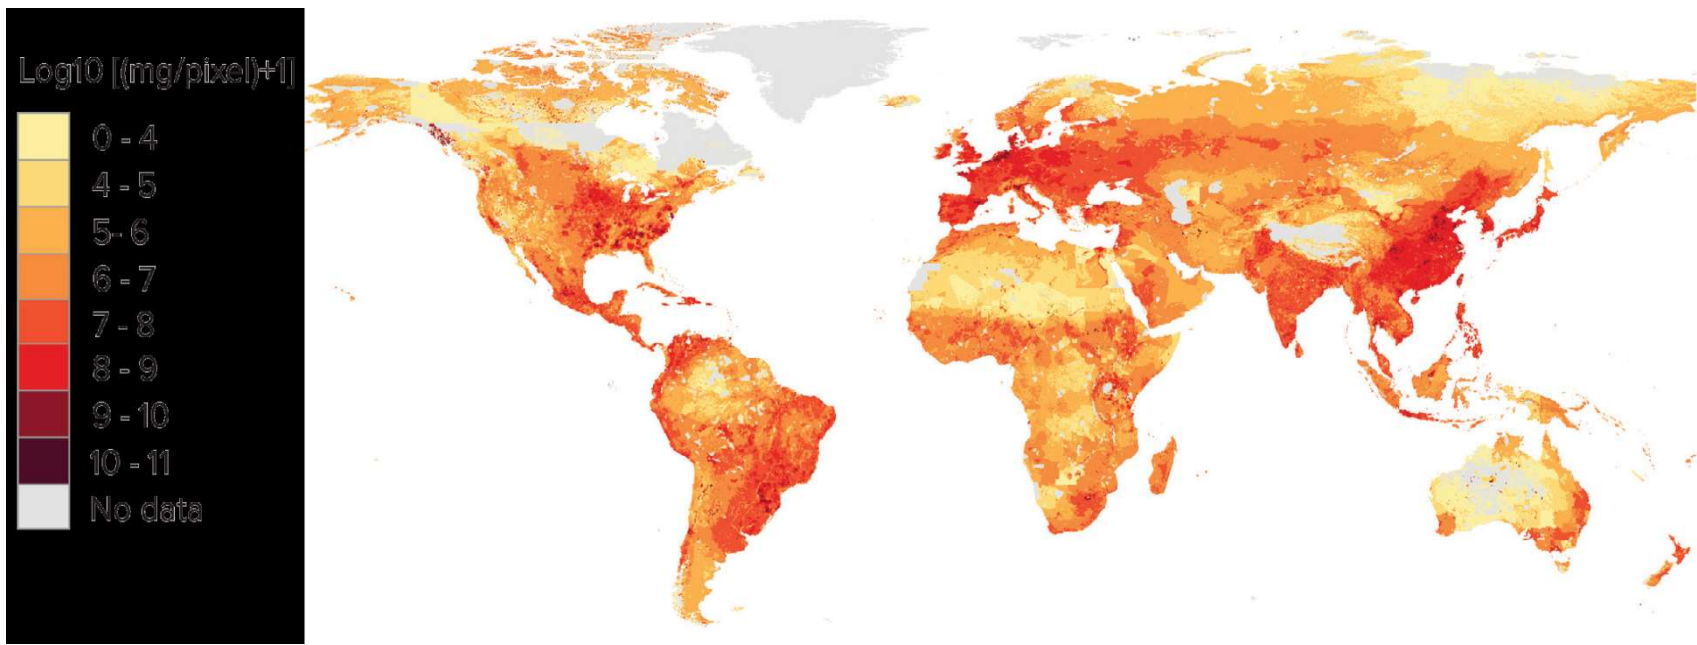 Log10 [(mg/pixel)+1]
0 - 4
4 - 5
5- 6
6 - 7
7 - 8
8 - 9
9 - 10
10 - 11
No data